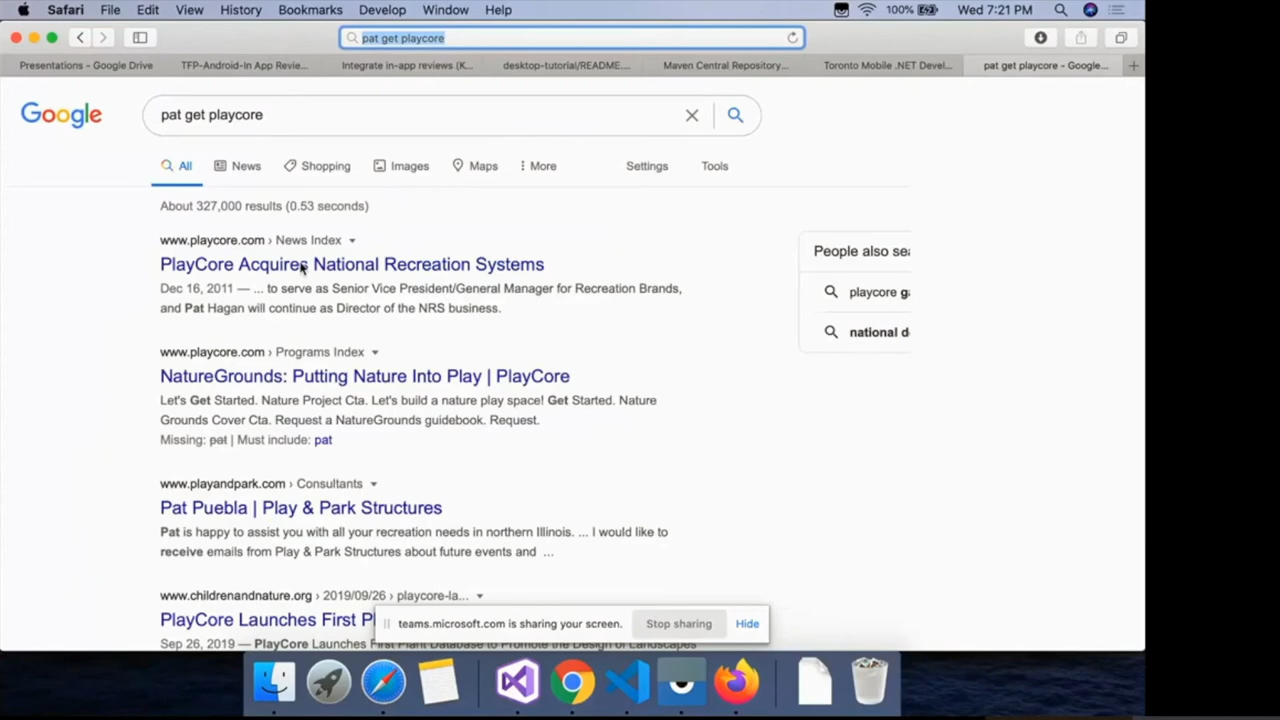 Safari File Edit View History Bookmarks Develop Window Help 100% Wed 7:21 PM
pat get playcore
Presentations - Google Drive TFP-Android-In App Revie... Integrate in-app reviews (K... desktop-tutorial/README.... Maven Central Repository... Toronto Mobile .NET Devel... pat get playcore - Google...
Google pat get playcore
All News Shopping Images Maps More Settings Tools
About 327,000 results (0.53 seconds)
www.playcore.com › News Index
PlayCore Acquires National Recreation Systems
Dec 16, 2011 — ... to serve as Senior Vice President/General Manager for Recreation Brands,
and Pat Hagan will continue as Director of the NRS business.
People also sea
playcore g
national d
www.playcore.com › Programs Index
NatureGrounds: Putting Nature Into Play | PlayCore
Let's Get Started. Nature Project Cta. Let's build a nature play space! Get Started. Nature
Grounds Cover Cta. Request a NatureGrounds guidebook. Request.
Missing: pat | Must include: pat
www.playandpark.com › Consultants
Pat Puebla | Play & Park Structures
Pat is happy to assist you with all your recreation needs in northern Illinois. ... I would like to
receive emails from Play & Park Structures about future events and ...
www.childrenandnature.org › 2019/09/26 › playcore-la...
PlayCore Launches First P
Sep 26, 2019 — PlayCore Launches First Plant Database to Promote the Design of Landscapes
teams.microsoft.com is sharing your screen. Stop sharing Hide